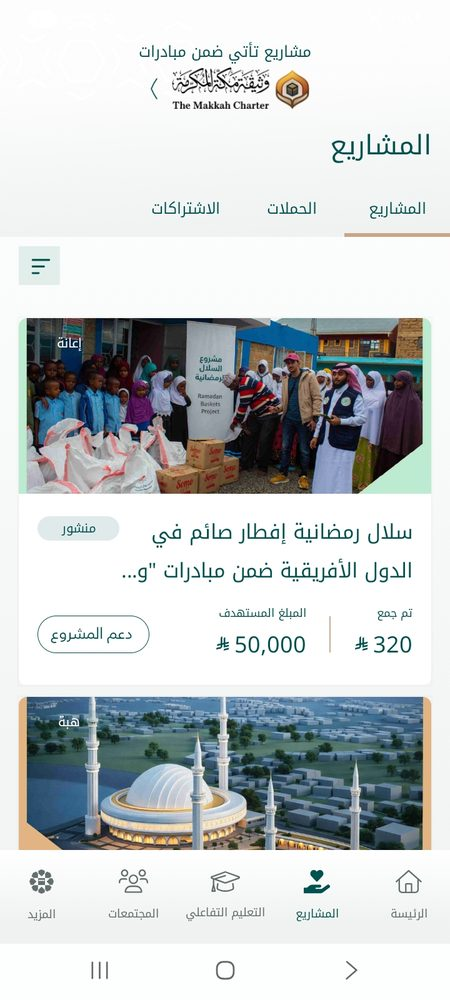 مشاريع تأتي ضمن مبادرات
وثيقة مكة المكرمة
The Makkah Charter
المشاريع
المشاريع
الحملات
الاشتراكات
إعانة
مشروع
السلال
الرمضانية
Ramadan
Baskets
Project
منشور
سلال رمضانية إفطار صائم في
الدول الأفريقية ضمن مبادرات "و...
تم جمع
320
المبلغ المستهدف
50,000
دعم المشروع
هبة
الرئيسة
المشاريع
التعليم التفاعلي
المجتمعات
المزيد